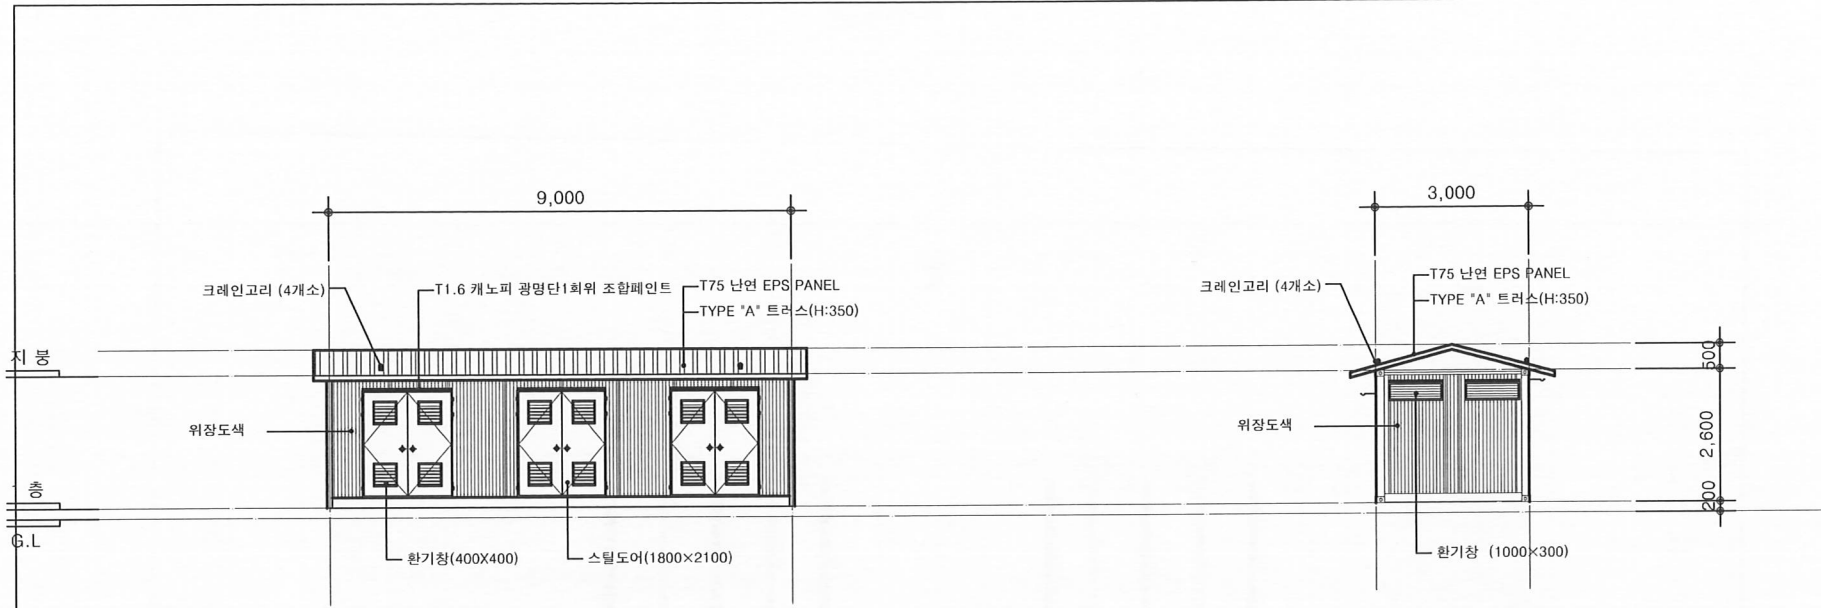 9,000
3,000
크레인고리 (4개소)
T1.6 캐노피 광명단1회위 조합페인트
T75 난연 EPS PANEL
TYPE "A" 트러스(H:350)
크레인고리 (4개소)
T75 난연 EPS PANEL
TYPE "A" 트러스(H:350)
지붕
500
위장도색
위장도색
2,600
층
200
G.L
환기창(400X400)
스틸도어(1800×2100)
환기창 (1000×300)